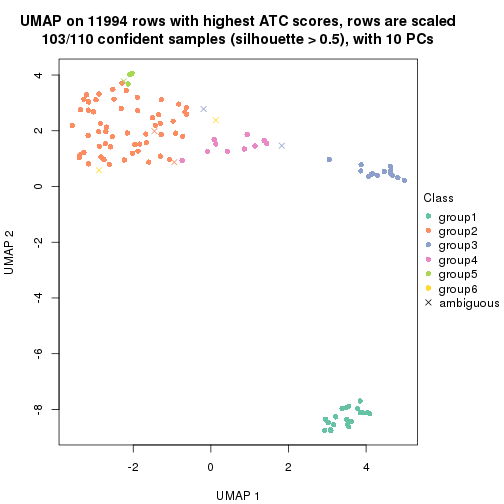 UMAP on 11994 rows with highest ATC scores, rows are scaled
103/110 confident samples (silhouette > 0.5), with 10 PCs
4
2
0
-2
-4
-6
-8
UMAP 2
-2
0
2
4
UMAP 1
Class
group1
group2
group3
group4
group5
group6
ambiguous